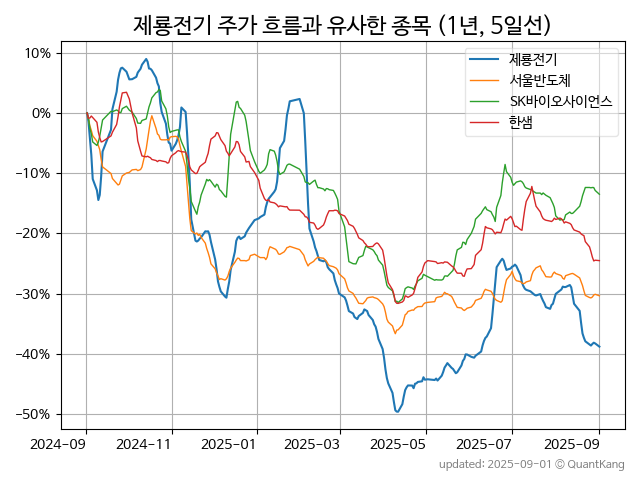 제룡전기 주가 흐름과 유사한 종목 (1년, 5일선)
10%
0%
−10%
−20%
−30%
−40%
−50%
제룡전기
서울반도체
SK바이오사이언스
한샘
2024-09
2024-11
2025-01
2025-03
2025-05
2025-07
2025-09
updated: 2025-09-01 © QuantKang